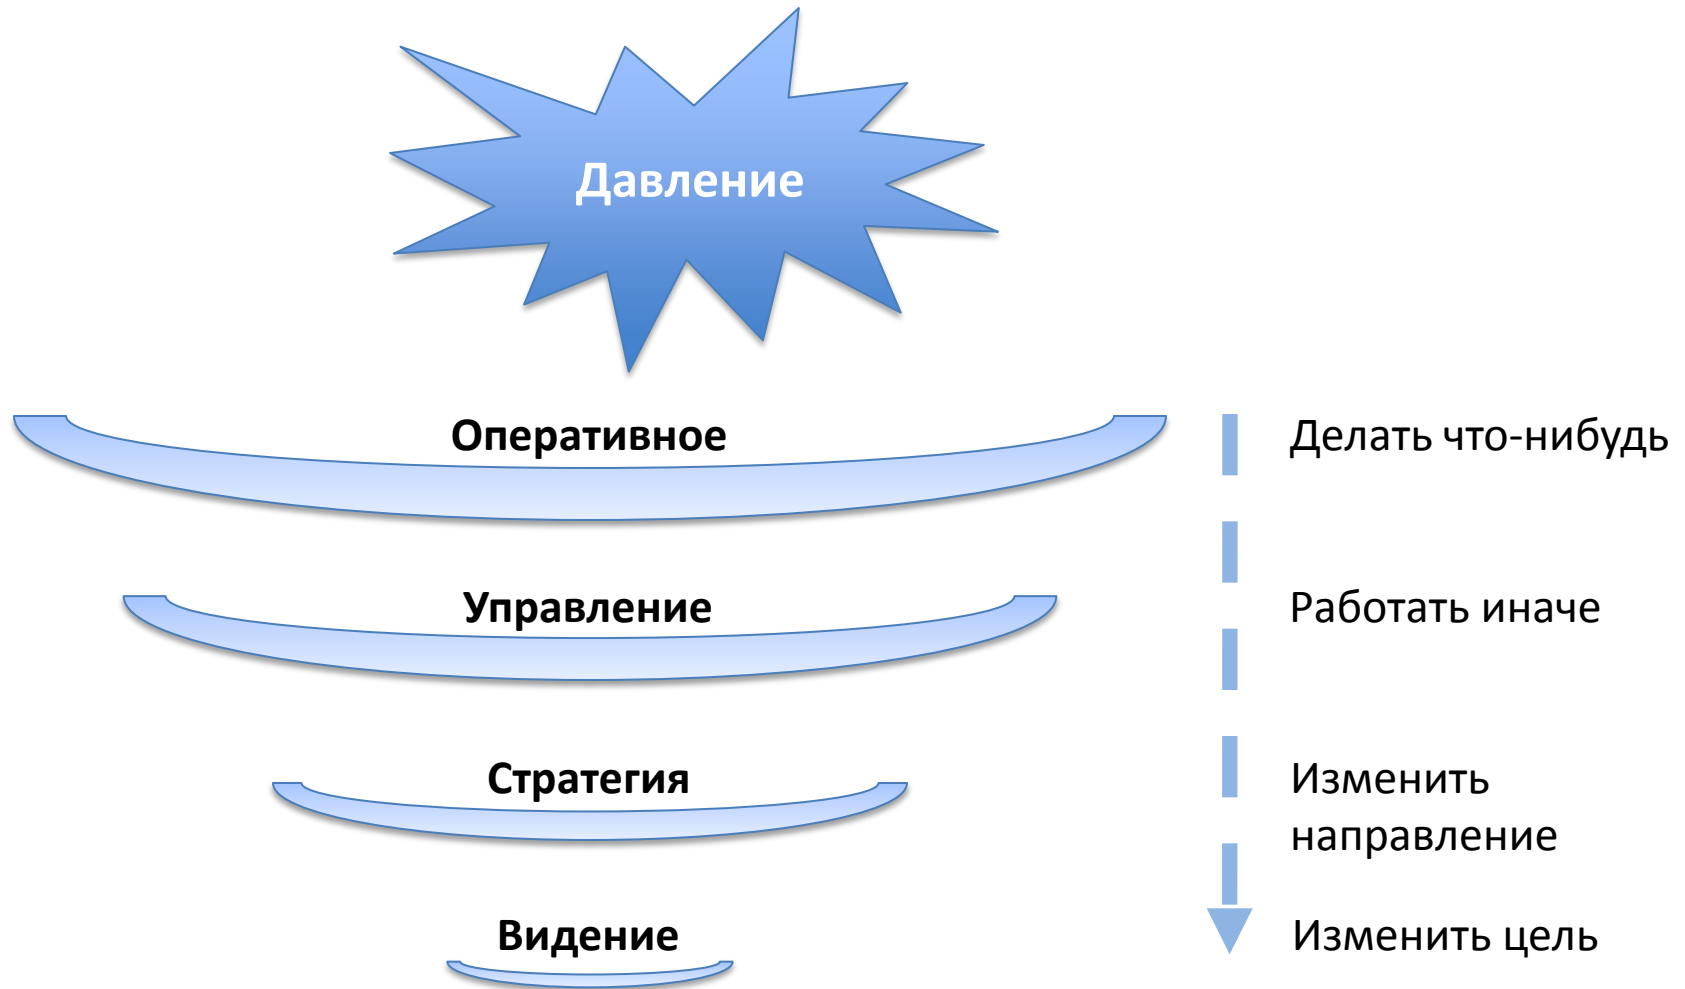 Давление
Оперативное
Делать что-нибудь
Управление
Работать иначе
Стратегия
Изменить
направление
Видение
Изменить цель